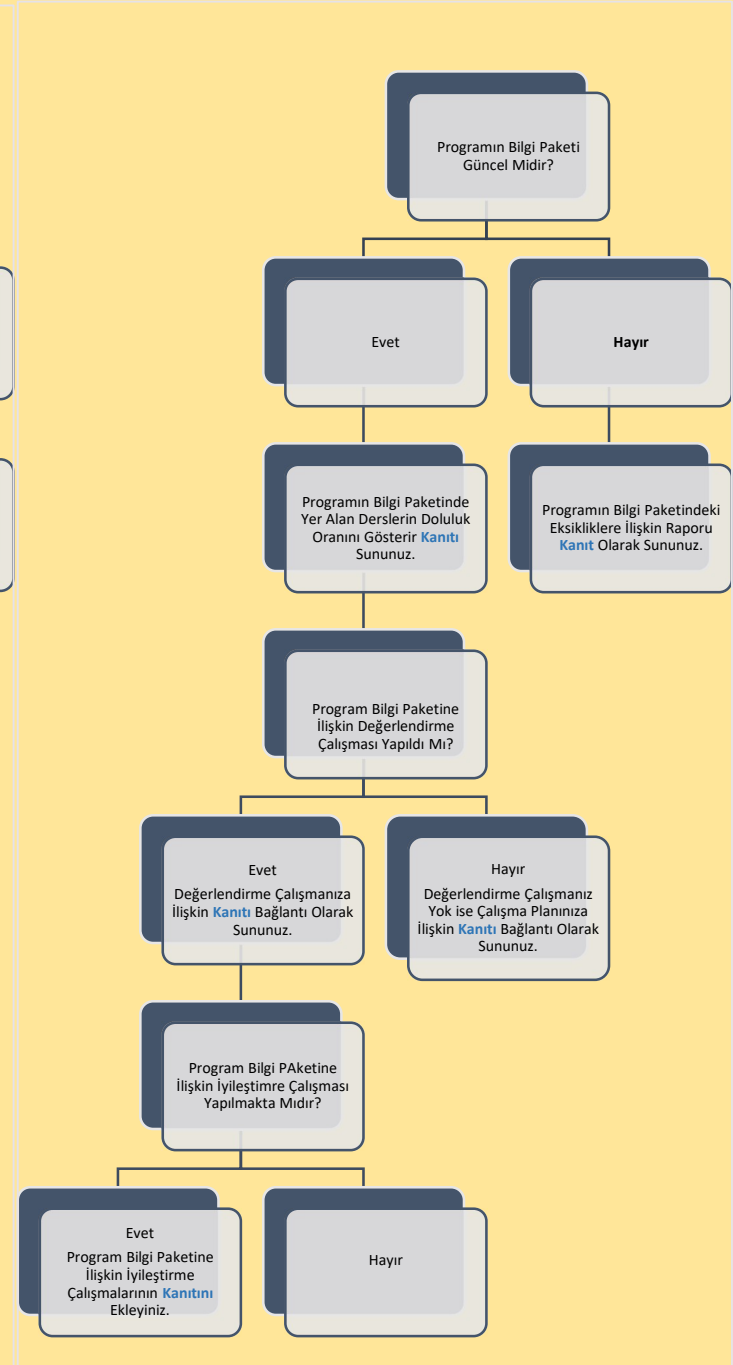 Programın Bilgi Paketi
Güncel Midir?
Evet
Hayır
Programın Bilgi Paketinde
Yer Alan Derslerin Doluluk
Oranını Gösterir Kanıtı
Sununuz.
Programın Bilgi Paketindeki
Eksikliklere İlişkin Raporu
Kanıt Olarak Sununuz.
Program Bilgi Paketine
İlişkin Değerlendirme
Çalışması Yapıldı Mı?
Evet
Değerlendirme Çalışmanıza
İlişkin Kanıtı Bağlantı Olarak
Sununuz.
Hayır
Değerlendirme Çalışmanız
Yok ise Çalışma Planınıza
İlişkin Kanıtı Bağlantı Olarak
Sununuz.
Program Bilgi PAketine
İlişkin İyileştimre Çalışması
Yapılmakta Mıdır?
Evet
Program Bilgi Paketine
İlişkin İyileştirme
Çalışmalarının Kanıtını
Ekleyiniz.
Hayır